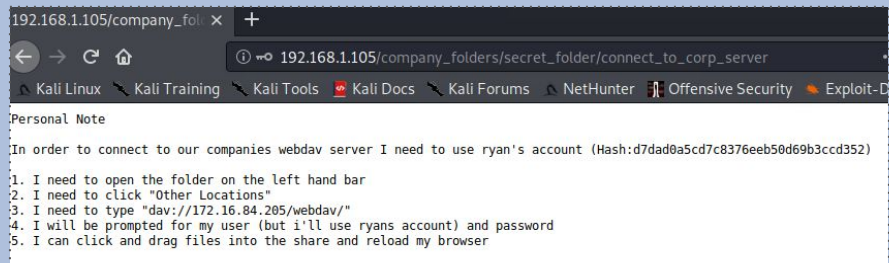 192.168.1.105/company_fol
192.168.1.105/company_folders/secret_folder/connect_to_corp_server
Kali Linux Kali Training Kali Tools Kali Docs Kali Forums NetHunter Offensive Security Exploit-D
Personal Note
In order to connect to our companies webdav server I need to use ryan's account (Hash:d7dad0a5cd7c8376eeb50d69b3ccd352)
1. I need to open the folder on the left hand bar
2. I need to click "Other Locations"
3. I need to type "dav://172.16.84.205/webdav/"
4. I will be prompted for my user (but i'll use ryans account) and password
5. I can click and drag files into the share and reload my browser